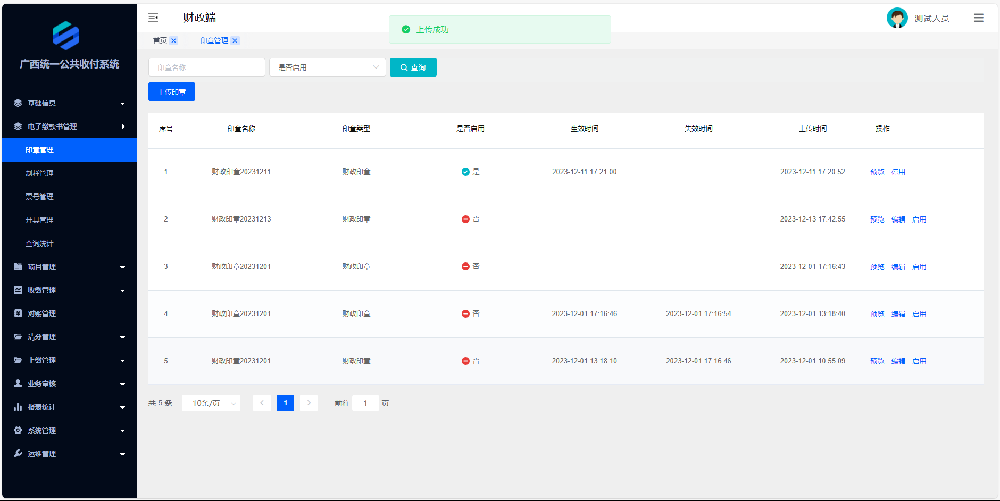 财政端
上传成功
测试人员
首页
印章管理
广西统一公共收付系统
基础信息
电子缴款书管理
印章管理
制样管理
票号管理
开具管理
查询统计
项目管理
收缴管理
对账管理
清分管理
上缴管理
业务审核
报表统计
系统管理
运维管理
印章名称 是否启用 查询
上传印章
序号 印章名称 印章类型 是否启用 生效时间 失效时间 上传时间 操作
1 财政印章20231211 财政印章 是 2023-12-11 17:21:00 2023-12-11 17:20:52 预览 停用
2 财政印章20231213 财政印章 否 2023-12-13 17:42:55 预览 编辑 启用
3 财政印章20231201 财政印章 否 2023-12-01 17:16:43 预览 编辑 启用
4 财政印章20231201 财政印章 否 2023-12-01 17:16:46 2023-12-01 17:16:54 2023-12-01 13:18:40 预览 编辑 启用
5 财政印章20231201 财政印章 否 2023-12-01 13:18:10 2023-12-01 17:16:46 2023-12-01 10:55:09 预览 编辑 启用
共 5 条 10条/页 1 前往 1 页